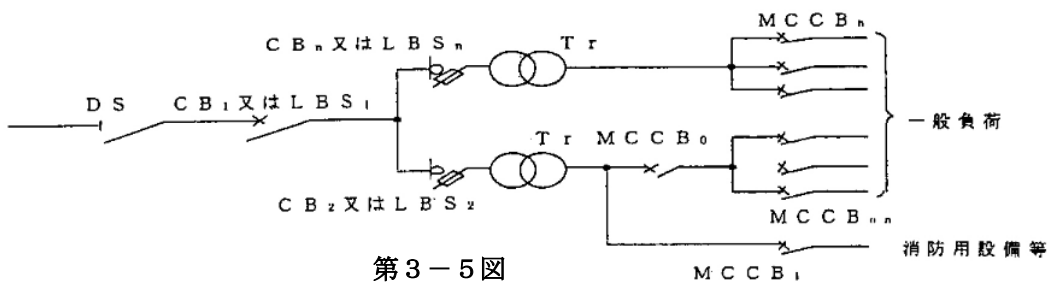 MCCBn
CBn又はLBSn
Tr
DS
CB1又はLBS1
一般負荷
Tr
MCCB0
CB2又はLBS2
MCCBnn
消防用設備等
第3-5図
MCCB1